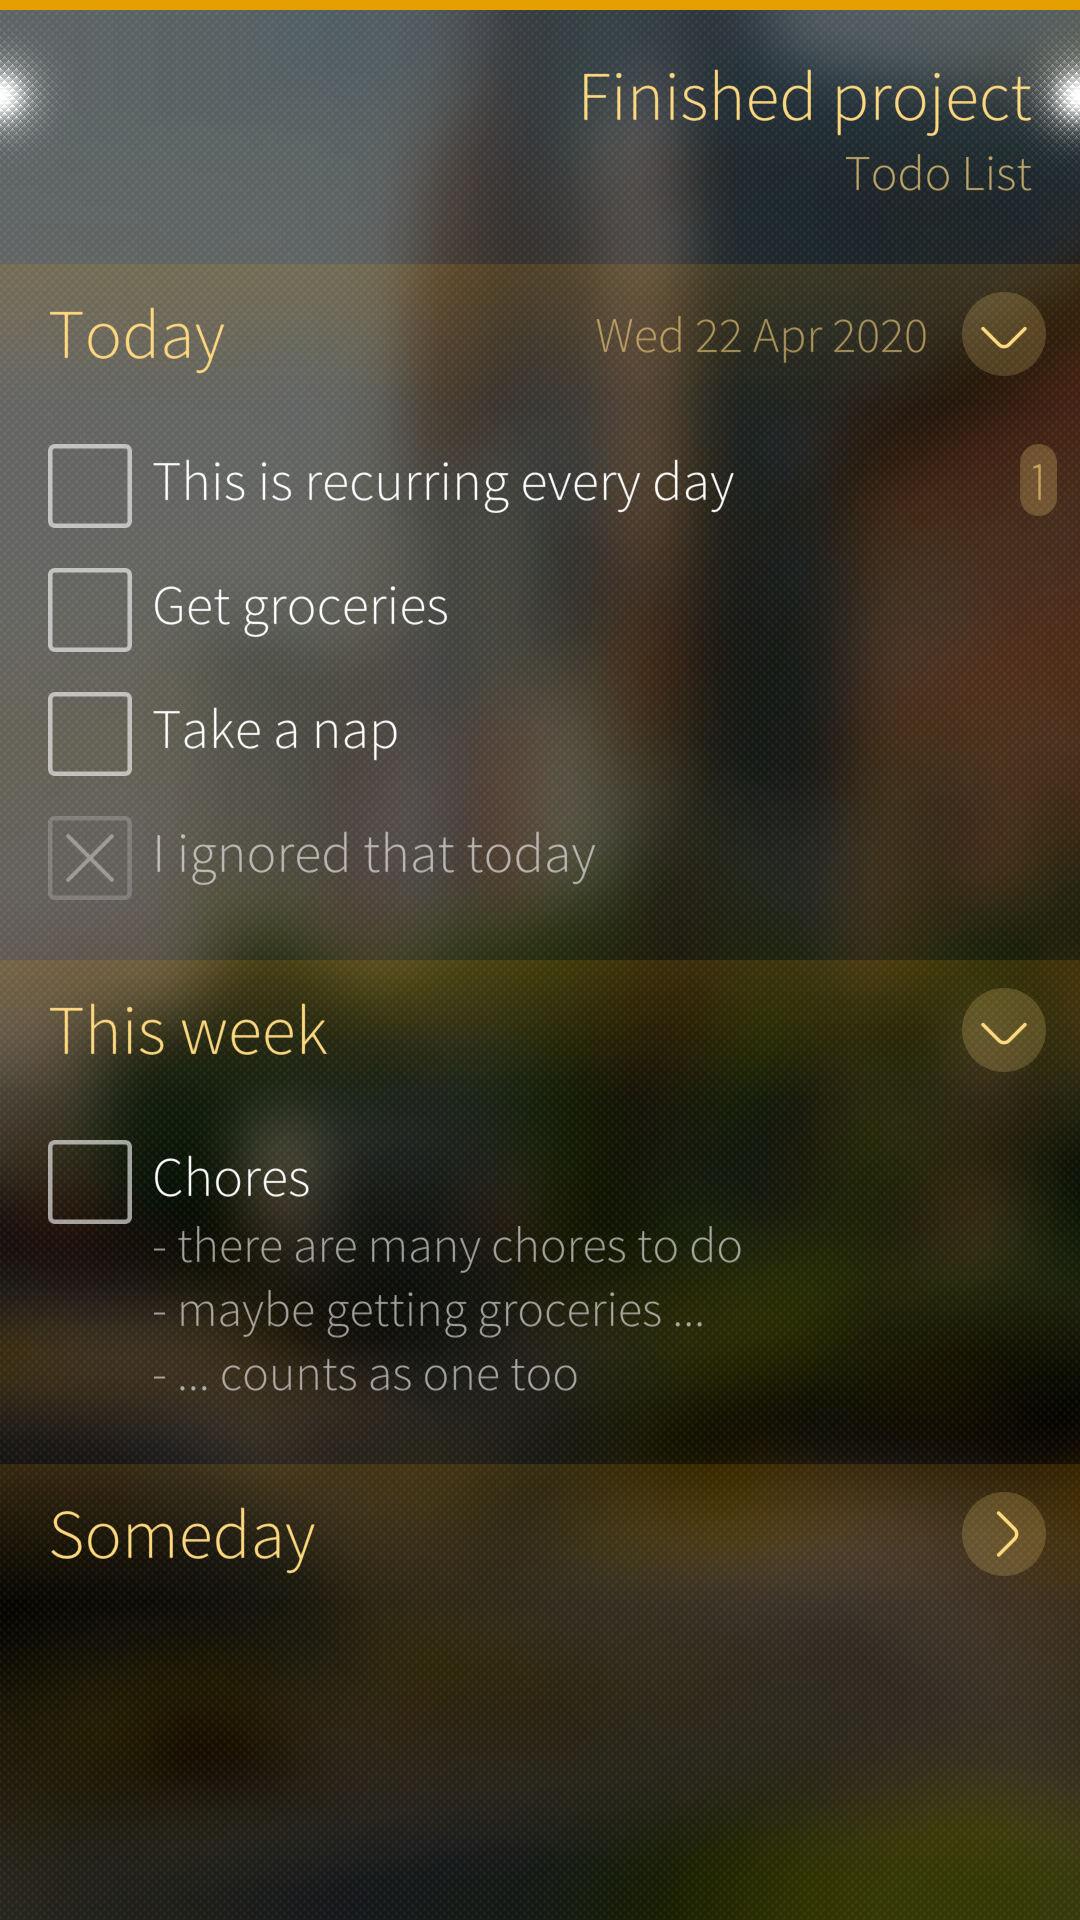 Finished project
Todo List
Today
Wed 22 Apr 2020
This is recurring every day
1
Get groceries
Take a nap
I ignored that today
This week
Chores
- there are many chores to do
- maybe getting groceries ...
- ... counts as one too
Someday